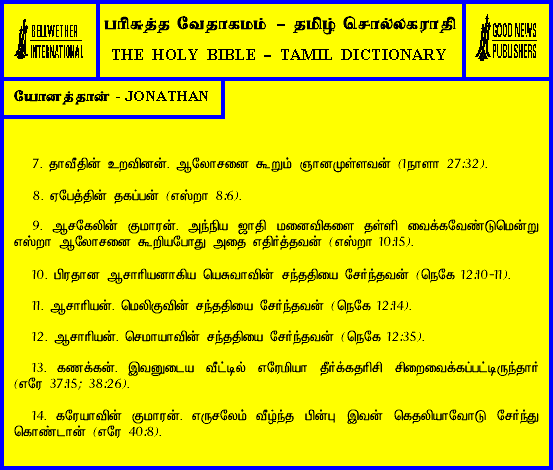 BELLWETHER
INTERNATIONAL
பரிசுத்த வேதாகமம் – தமிழ் சொல்லகராதி
THE HOLY BIBLE – TAMIL DICTIONARY
GOOD NEWS
PUBLISHERS
யோனத்தான் - JONATHAN
7. தாவீதின் உறவினன். ஆலோசனை கூறும் ஞானமுள்ளவன் (1நாளா 27:32).
8. ஏபேத்தின் தகப்பன் (எஸ்றா 8:6).
9. ஆசகேலின் குமாரன். அந்நிய ஜாதி மனைவிகளை தள்ளி வைக்கவேண்டுமென்று
எஸ்றா ஆலோசனை கூறியபோது அதை எதிர்த்தவன் (எஸ்றா 10:15).
10. பிரதான ஆசாரியனாகிய யெசுவாவின் சந்ததியை சேர்ந்தவன் (நெகே 12:10-11).
11. ஆசாரியன். மெலிகுவின் சந்ததியை சேர்ந்தவன் (நெகே 12:14).
12. ஆசாரியன். செமாயாவின் சந்ததியை சேர்ந்தவன் (நெகே 12:35).
13. கணக்கன். இவனுடைய வீட்டில் எரேமியா தீர்க்கதரிசி சிறைவைக்கப்பட்டிருந்தார்
(எரே 37:15; 38:26).
14. கரேயாவின் குமாரன். எருசலேம் வீழ்ந்த பின்பு இவன் கெதலியாவோடு சேர்ந்து
கொண்டான் (எரே 40:8).